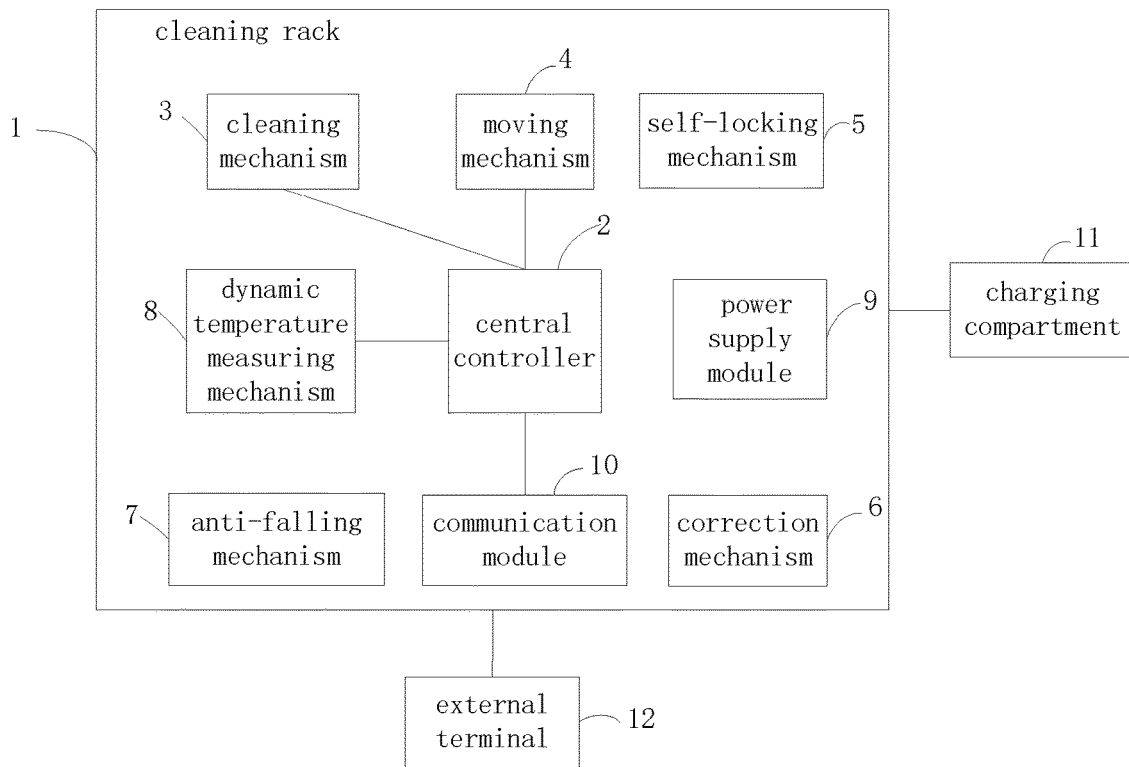 cleaning rack
4
3
1
cleaning
mechanism
moving
mechanism
self-locking
mechanism
5
2
11
8
dynamic
temperature
measuring
mechanism
central
controller
power
supply
module
9
charging
compartment
10
7
anti-falling
mechanism
communication
module
correction
mechanism
6
external
terminal
12